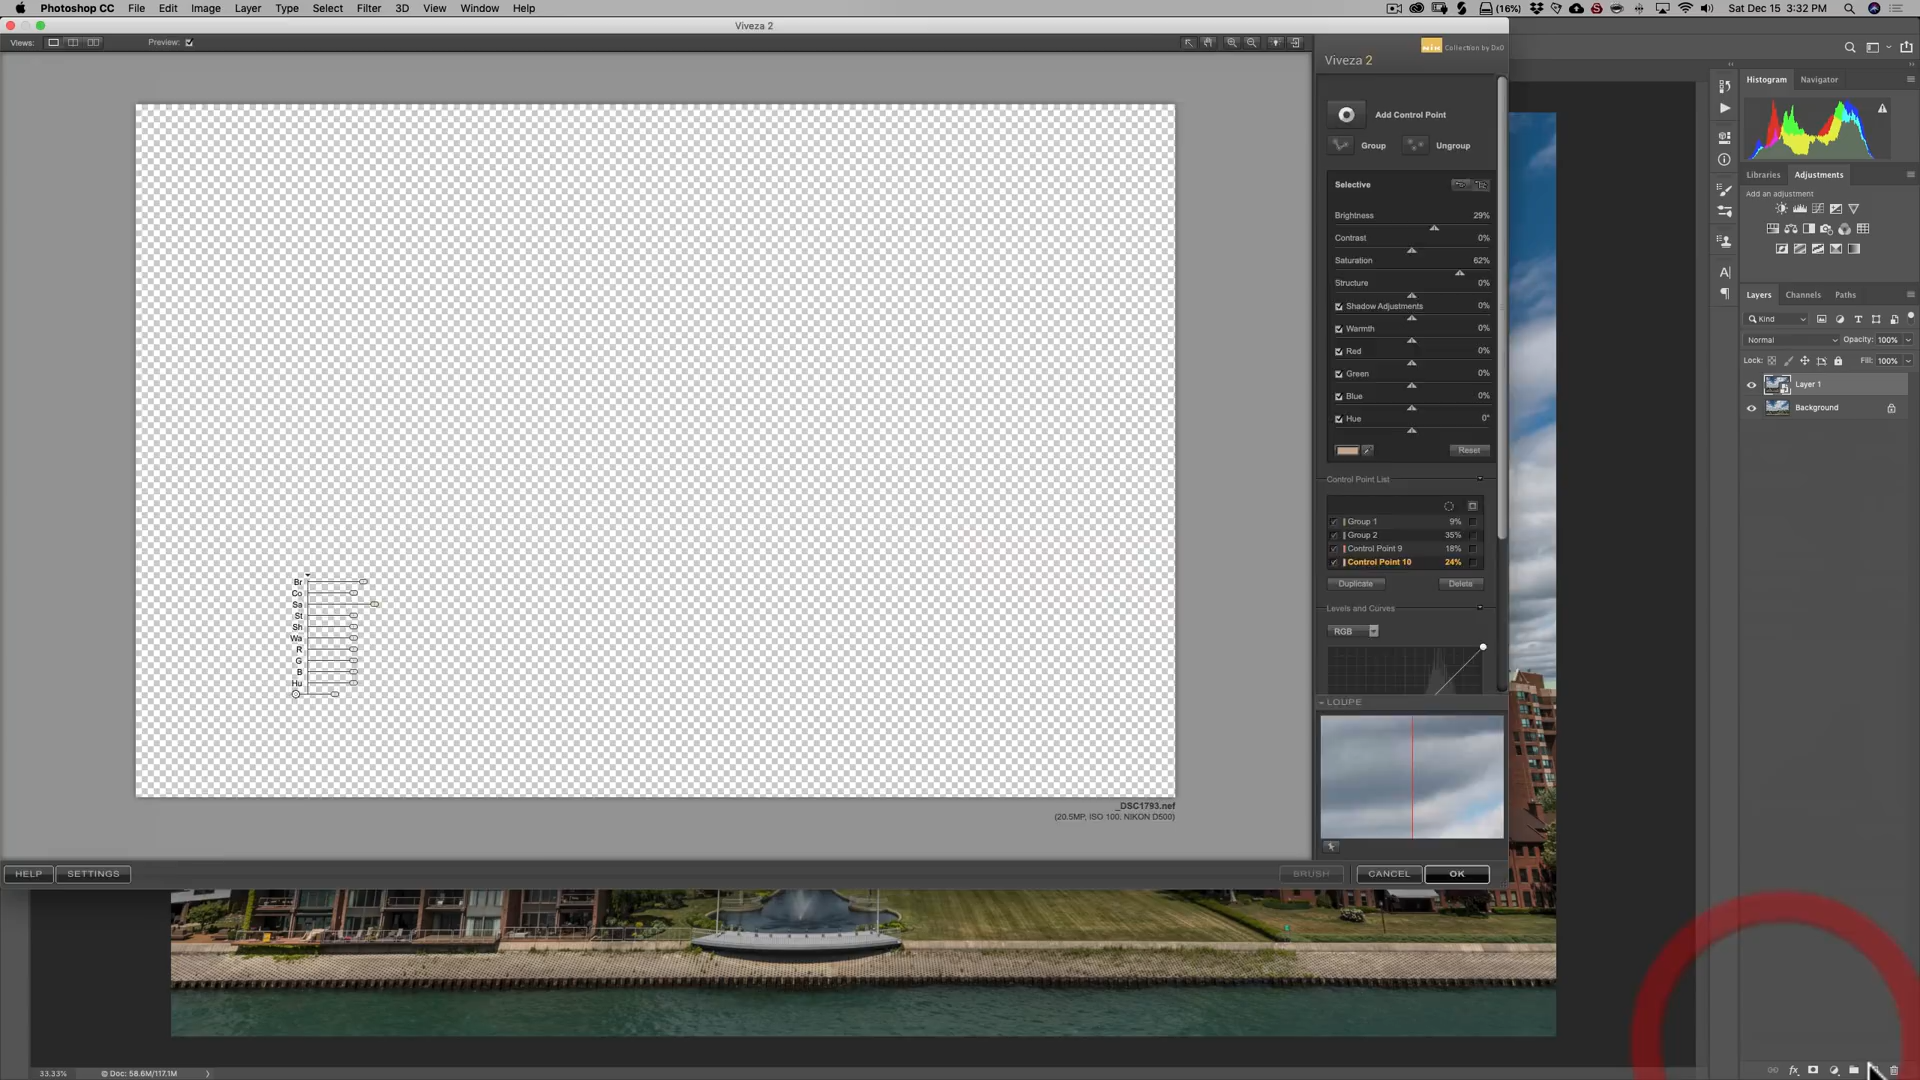 Photoshop CC File Edit Image Layer Type Select Filter 3D View Window Help (16%) Sat Dec 15 3:32 PM
Viveza 2
Views: Preview:
Collection by DxO
Viveza 2
Histogram Navigator
Add Control Point
Group Ungroup
Libraries Adjustments
Selective
Add an adjustment
Brightness 29%
Contrast 0%
Saturation 62%
Structure 0%
Shadow Adjustments 0%
Warmth 0%
Red 0%
Green 0%
Blue 0%
Hue 0°
Reset
Layers Channels Paths
Kind
Normal Opacity: 100%
Lock: Fill: 100%
Layer 1
Background
Control Point List
Group 1 9%
Group 2 35%
Control Point 9 18%
Control Point 10 24%
Duplicate Delete
Levels and Curves
RGB
LOUPE
Br
Co
Sa
St
Sh
Wa
R
G
B
Hu
_DSC1793.nef
(20.5MP, ISO 100, NIKON D500)
HELP SETTINGS BRUSH CANCEL OK
33.33% Doc: 58.6M/117.1M